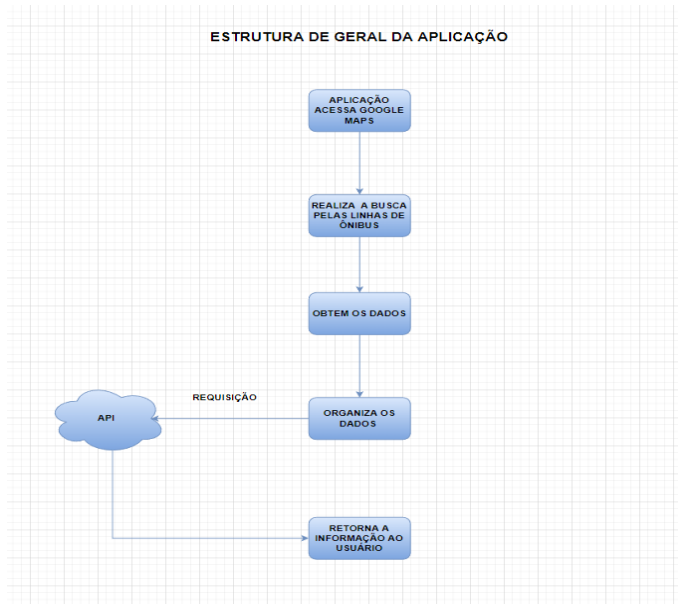 ESTRUTURA DE GERAL DA APLICAÇÃO
APLICAÇÃO
ACESSA GOOGLE
MAPS
REALIZA A BUSCA
PELAS LINHAS DE
ÔNIBUS
OBTEM OS DADOS
REQUISIÇÃO
API
ORGANIZA OS
DADOS
RETORNA A
INFORMAÇÃO AO
USUÁRIO